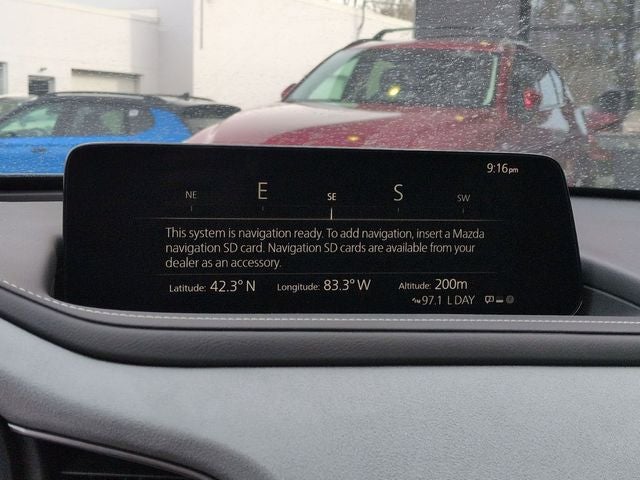 9:16pm
NE E SE S SW
This system is navigation ready. To add navigation, insert a Mazda
navigation SD card. Navigation SD cards are available from your
dealer as an accessory.
Latitude: 42.3° N Longitude: 83.3° W Altitude: 200m
97.1 L DAY